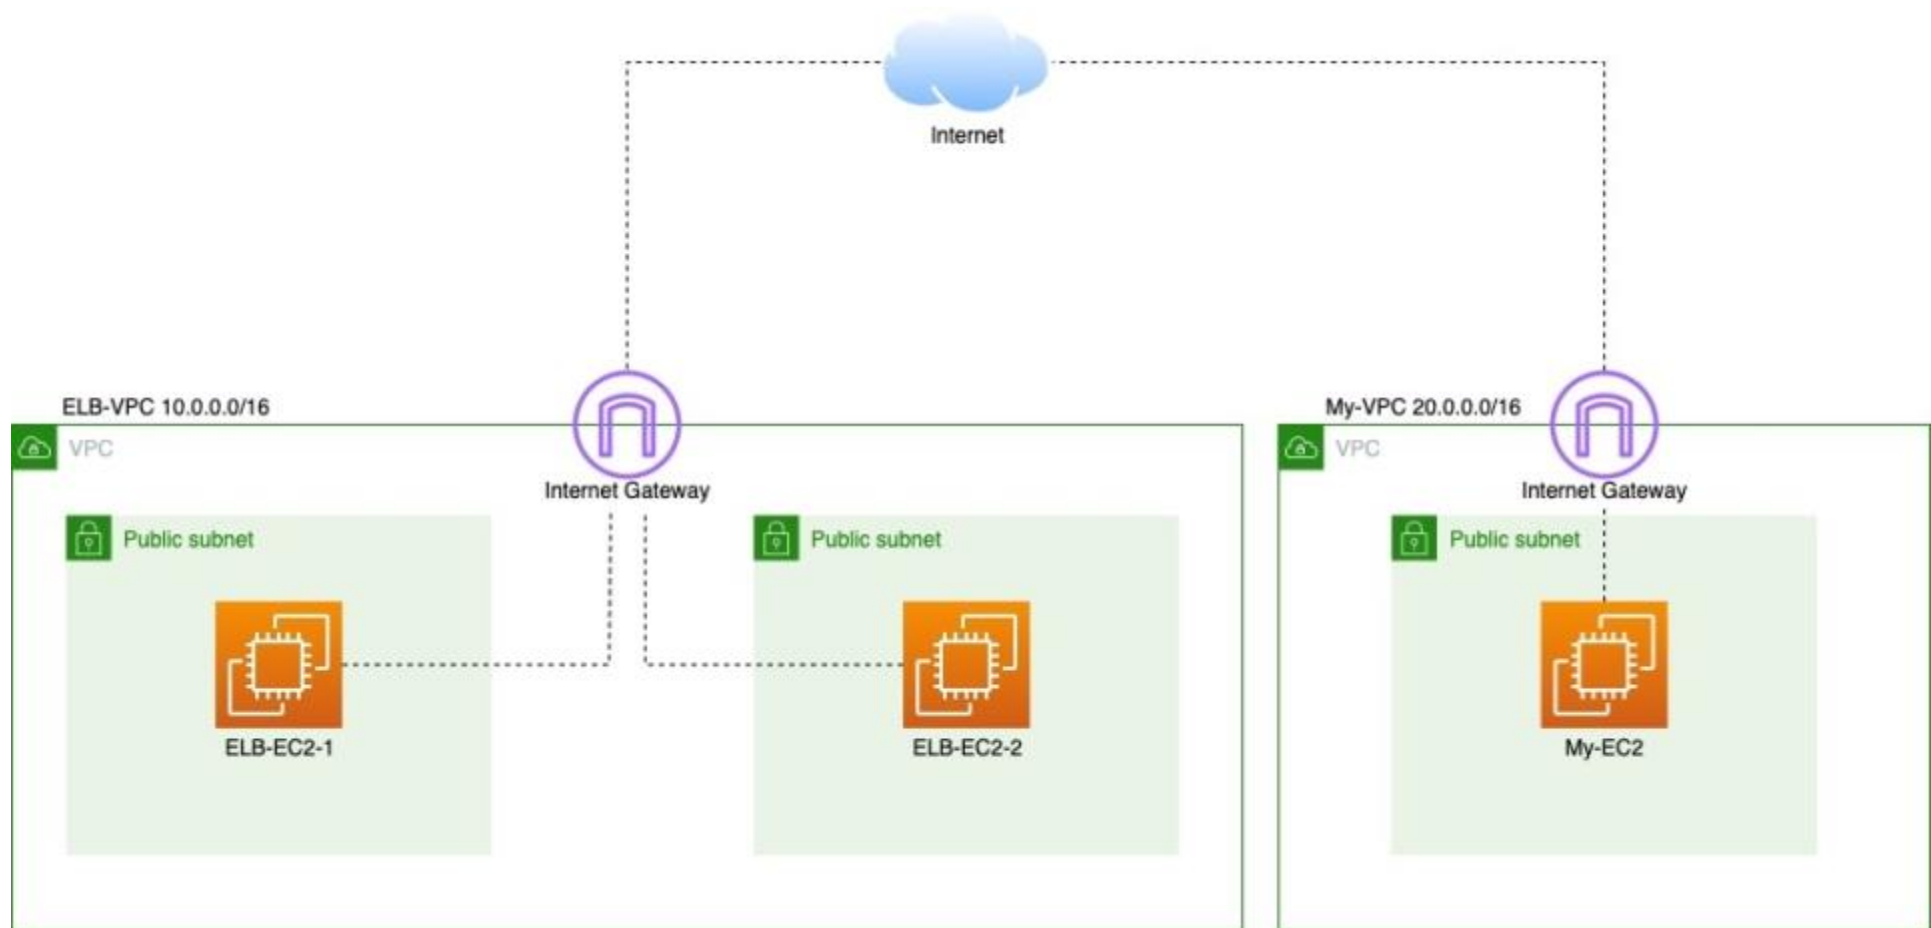 Internet
ELB-VPC 10.0.0.0/16
My-VPC 20.0.0.0/16
VPC
VPC
Internet Gateway
Internet Gateway
Public subnet
Public subnet
Public subnet
ELB-EC2-1
ELB-EC2-2
My-EC2